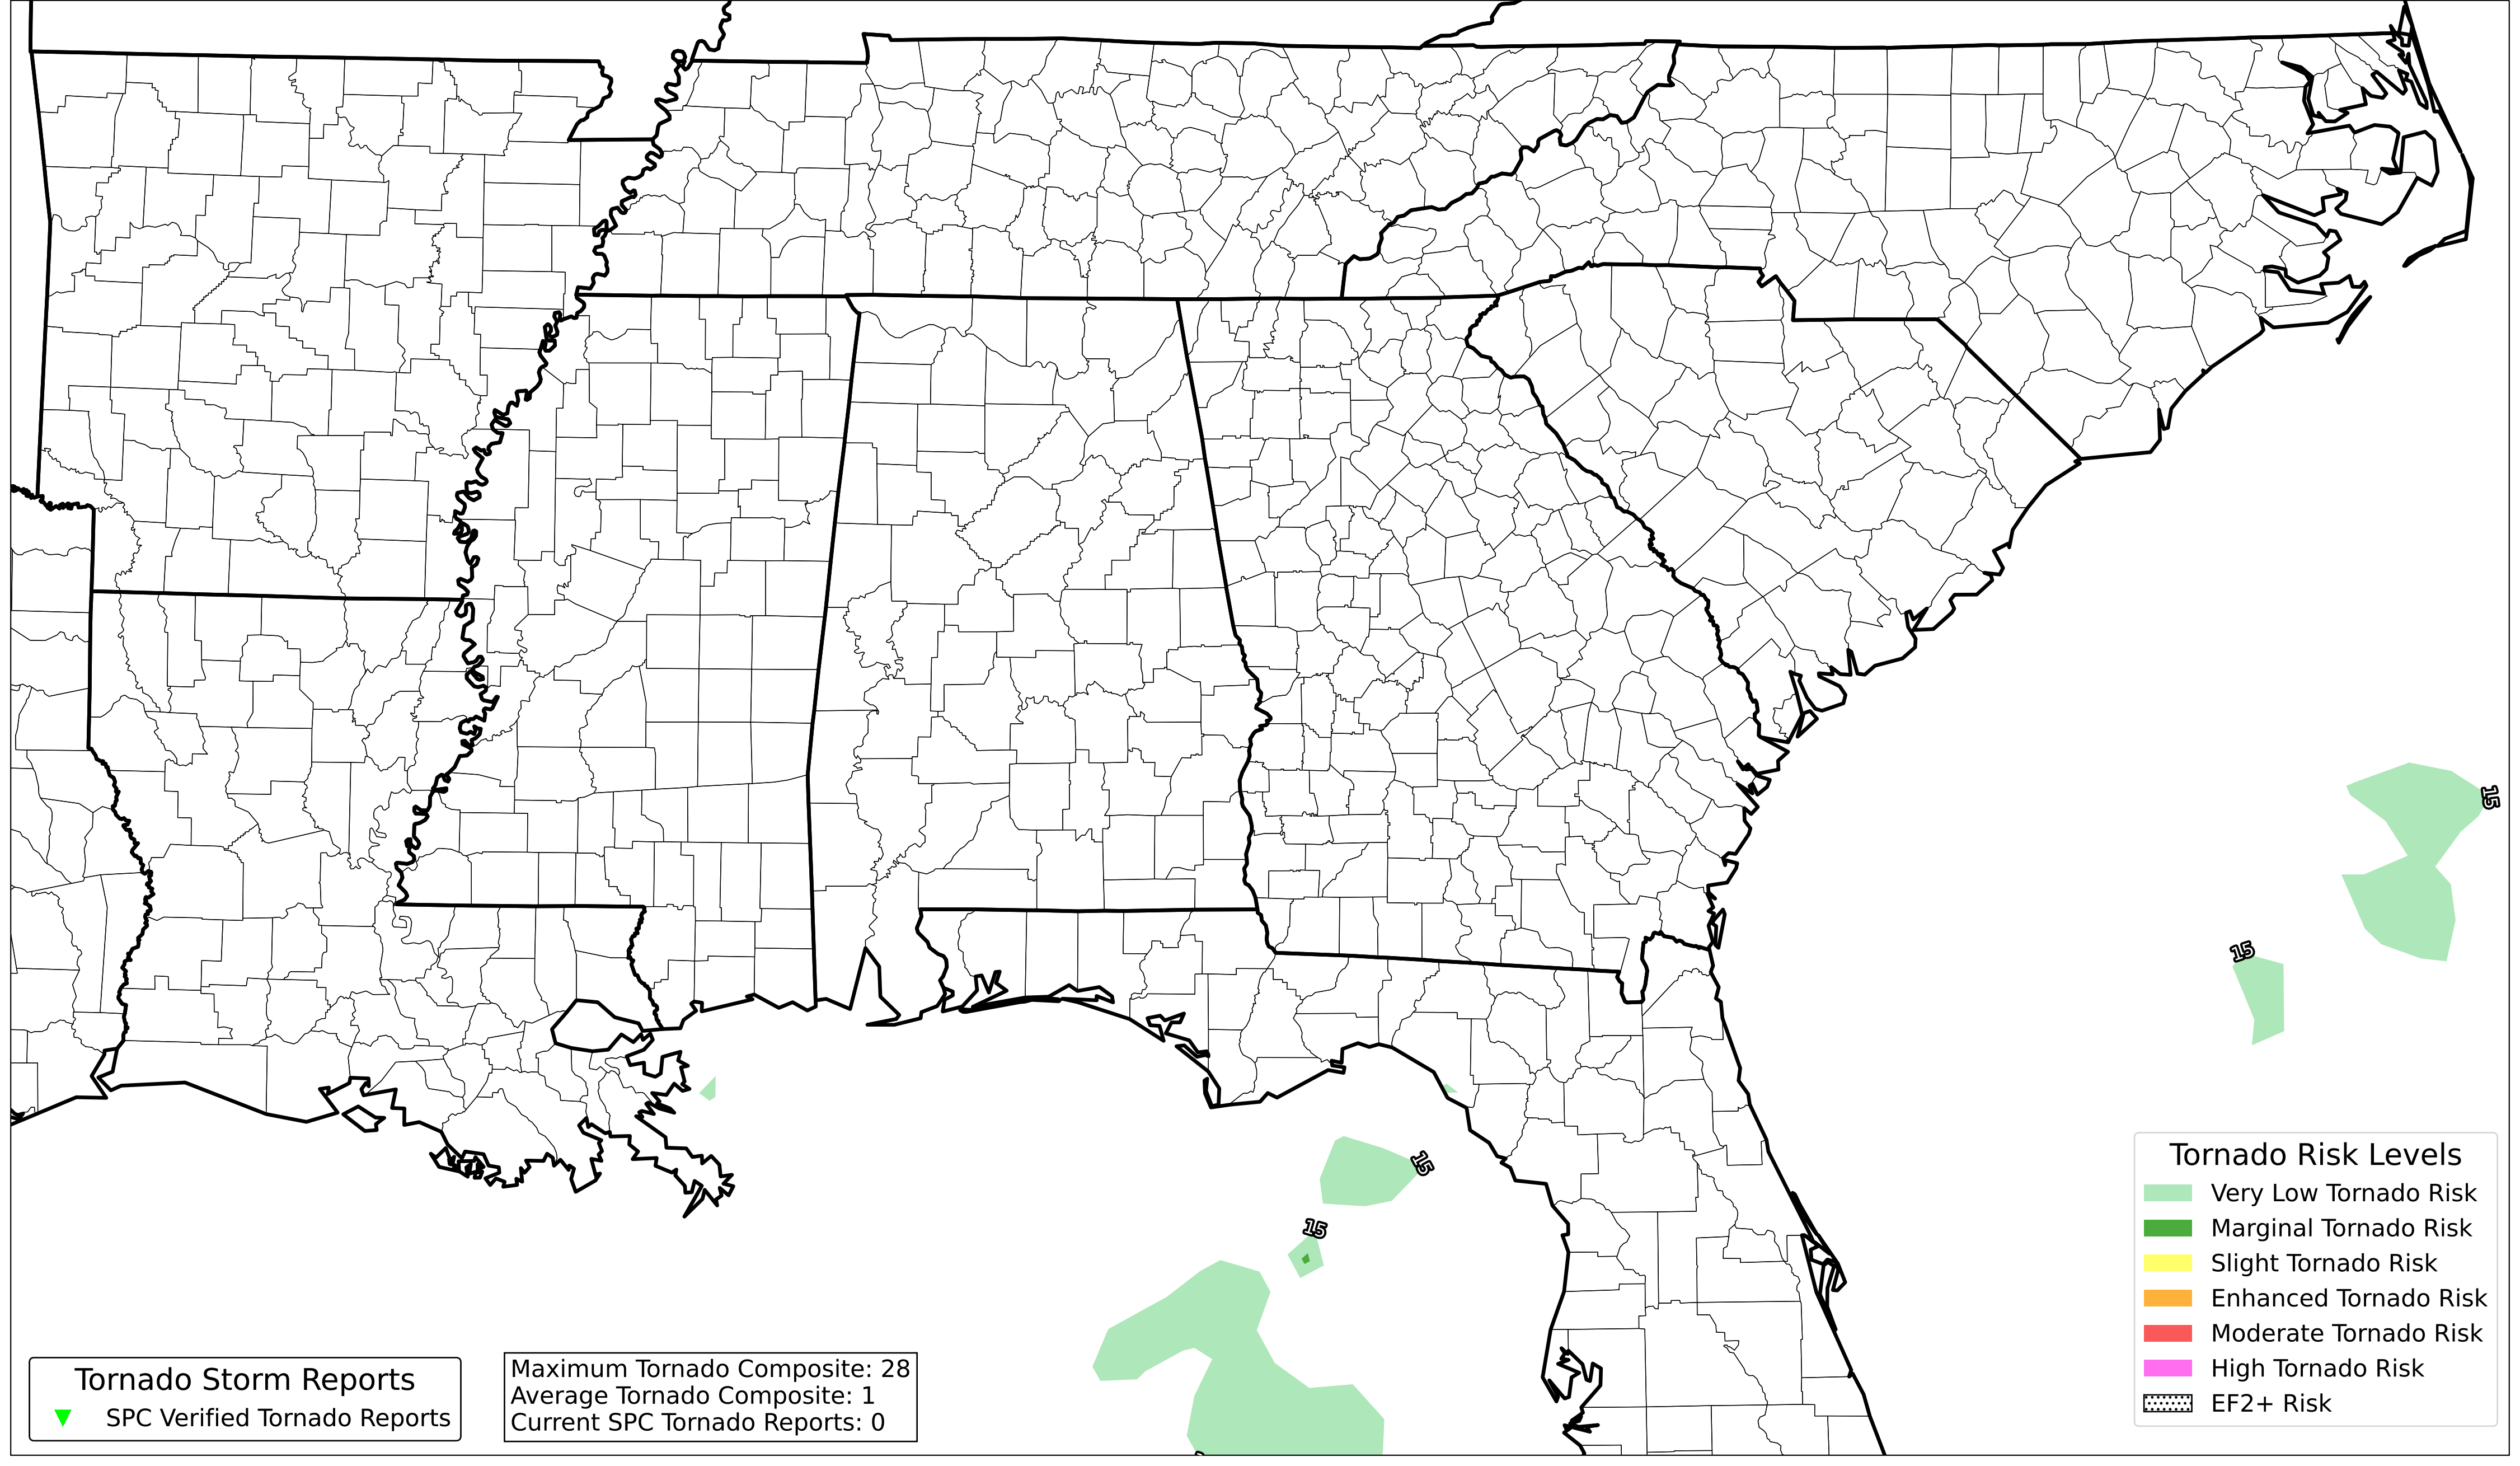 15
15
15
15
Tornado Risk Levels
Very Low Tornado Risk
Marginal Tornado Risk
Slight Tornado Risk
Enhanced Tornado Risk
Moderate Tornado Risk
High Tornado Risk
EF2+ Risk
Tornado Storm Reports
SPC Verified Tornado Reports
Maximum Tornado Composite: 28
Average Tornado Composite: 1
Current SPC Tornado Reports: 0